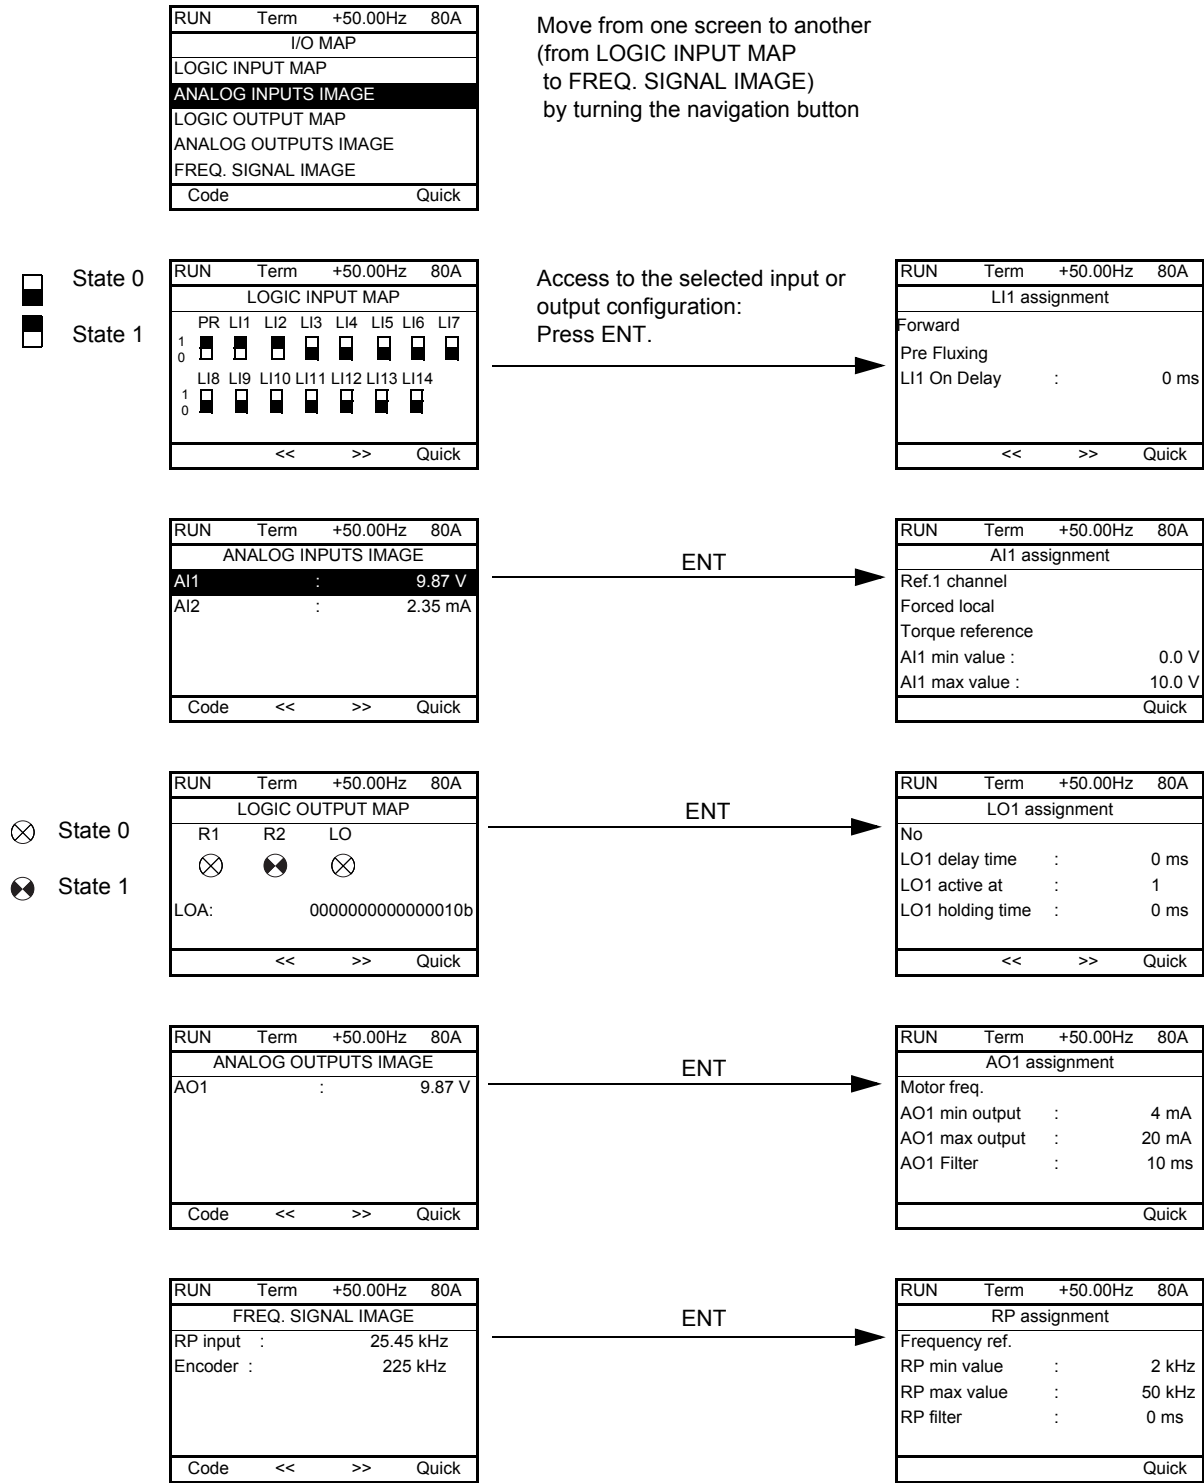 RUN Term +50.00Hz 80A
I/O MAP
LOGIC INPUT MAP
ANALOG INPUTS IMAGE
LOGIC OUTPUT MAP
ANALOG OUTPUTS IMAGE
FREQ. SIGNAL IMAGE
Code Quick
Move from one screen to another
(from LOGIC INPUT MAP
to FREQ. SIGNAL IMAGE)
by turning the navigation button
State 0
State 1
RUN Term +50.00Hz 80A
LOGIC INPUT MAP
PR LI1 LI2 LI3 LI4 LI5 LI6 LI7
1
0
LI8 LI9 LI10 LI11 LI12 LI13 LI14
1
0
<< >> Quick
Access to the selected input or
output configuration:
Press ENT.
RUN Term +50.00Hz 80A
LI1 assignment
Forward
Pre Fluxing
LI1 On Delay : 0 ms
<< >> Quick
RUN Term +50.00Hz 80A
ANALOG INPUTS IMAGE
AI1 : 9.87 V
AI2 : 2.35 mA
Code << >> Quick
ENT
RUN Term +50.00Hz 80A
AI1 assignment
Ref.1 channel
Forced local
Torque reference
AI1 min value : 0.0 V
AI1 max value : 10.0 V
Quick
State 0
State 1
RUN Term +50.00Hz 80A
LOGIC OUTPUT MAP
R1 R2 LO
LOA: 0000000000000010b
<< >> Quick
ENT
RUN Term +50.00Hz 80A
LO1 assignment
No
LO1 delay time : 0 ms
LO1 active at : 1
LO1 holding time : 0 ms
<< >> Quick
RUN Term +50.00Hz 80A
ANALOG OUTPUTS IMAGE
AO1 : 9.87 V
Code << >> Quick
ENT
RUN Term +50.00Hz 80A
AO1 assignment
Motor freq.
AO1 min output : 4 mA
AO1 max output : 20 mA
AO1 Filter : 10 ms
Quick
RUN Term +50.00Hz 80A
FREQ. SIGNAL IMAGE
RP input : 25.45 kHz
Encoder : 225 kHz
Code << >> Quick
ENT
RUN Term +50.00Hz 80A
RP assignment
Frequency ref.
RP min value : 2 kHz
RP max value : 50 kHz
RP filter : 0 ms
Quick